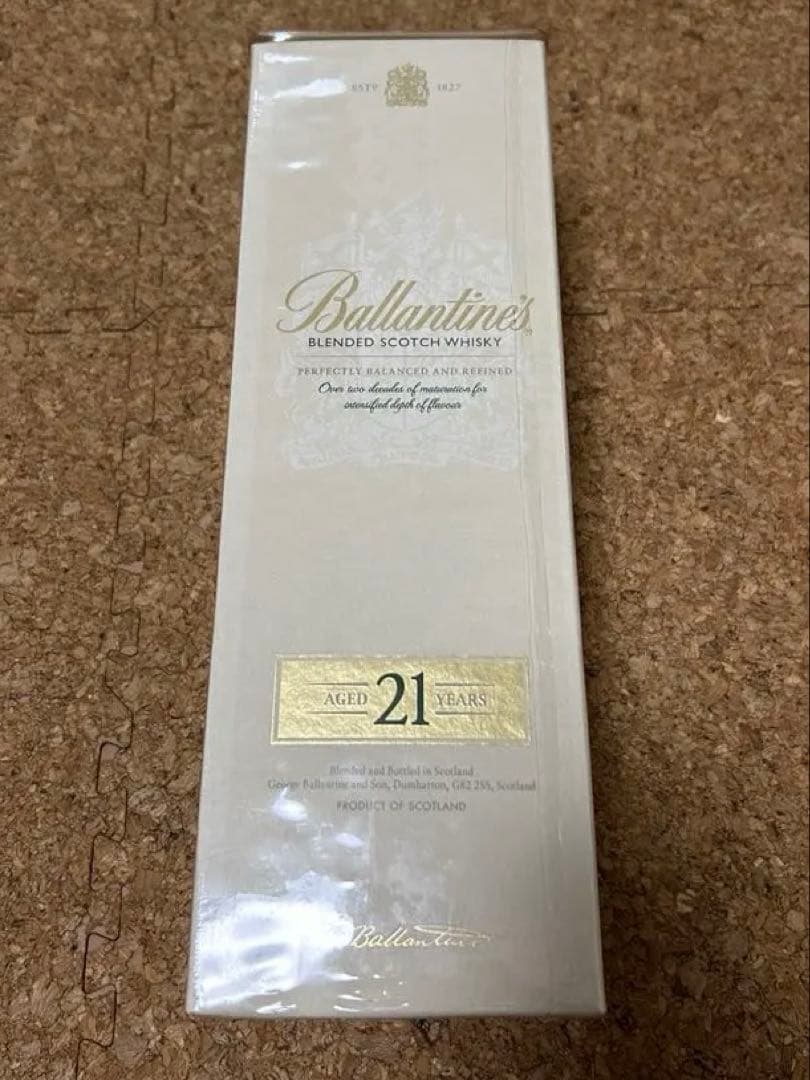 ESTD 1827
Ballantine's
BLENDED SCOTCH WHISKY
PERFECTLY BALANCED AND REFINED
Over two decades of maturation for
intensified depth of flavour
AGED 21 YEARS
Blended and Bottled in Scotland
George Ballantine and Son, Dumbarton, G82 2SS, Scotland
PRODUCT OF SCOTLAND
Ballantine's